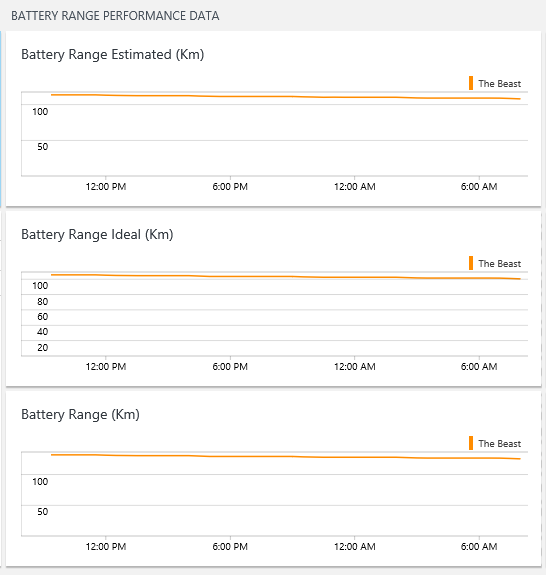 BATTERY RANGE PERFORMANCE DATA
Battery Range Estimated (Km)
The Beast
100
50
12:00 PM 6:00 PM 12:00 AM 6:00 AM
Battery Range Ideal (Km)
The Beast
100
80
60
40
20
12:00 PM 6:00 PM 12:00 AM 6:00 AM
Battery Range (Km)
The Beast
100
50
12:00 PM 6:00 PM 12:00 AM 6:00 AM